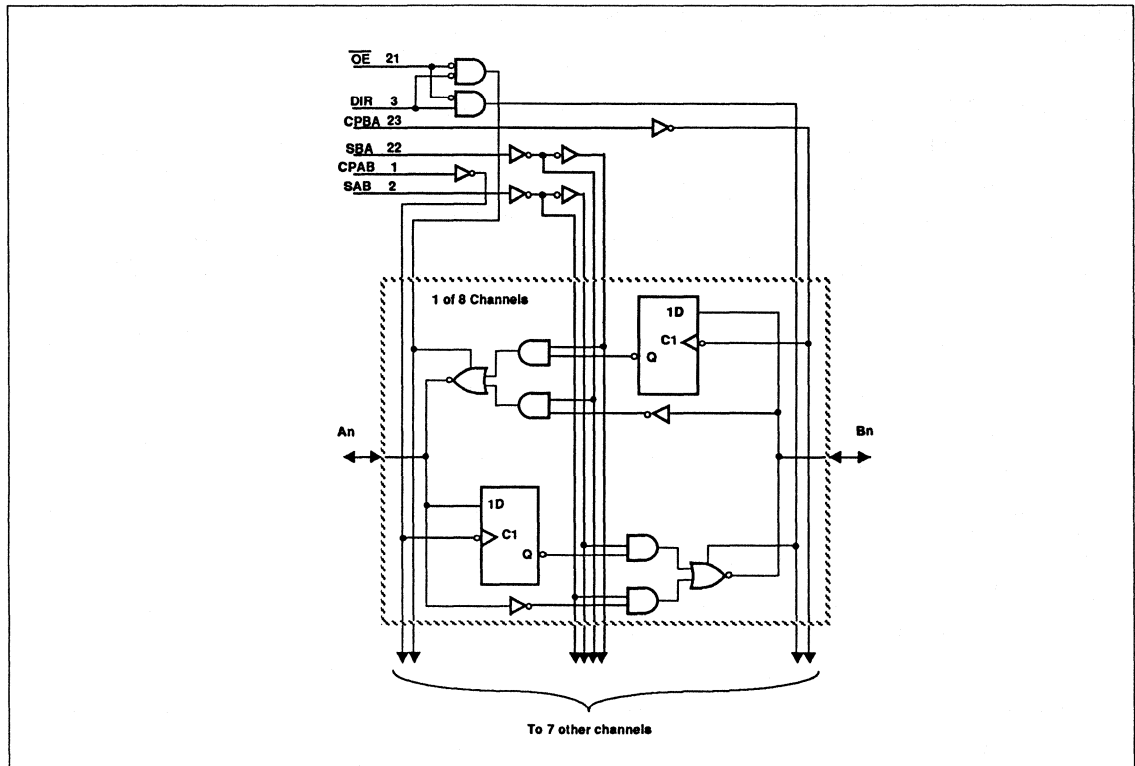 O̅E̅ 21
DIR 3
CPBA 23
SBA 22
CPAB 1
SAB 2
1 of 8 Channels
1D
C1
Q
An
Bn
1D
C1
Q
To 7 other channels